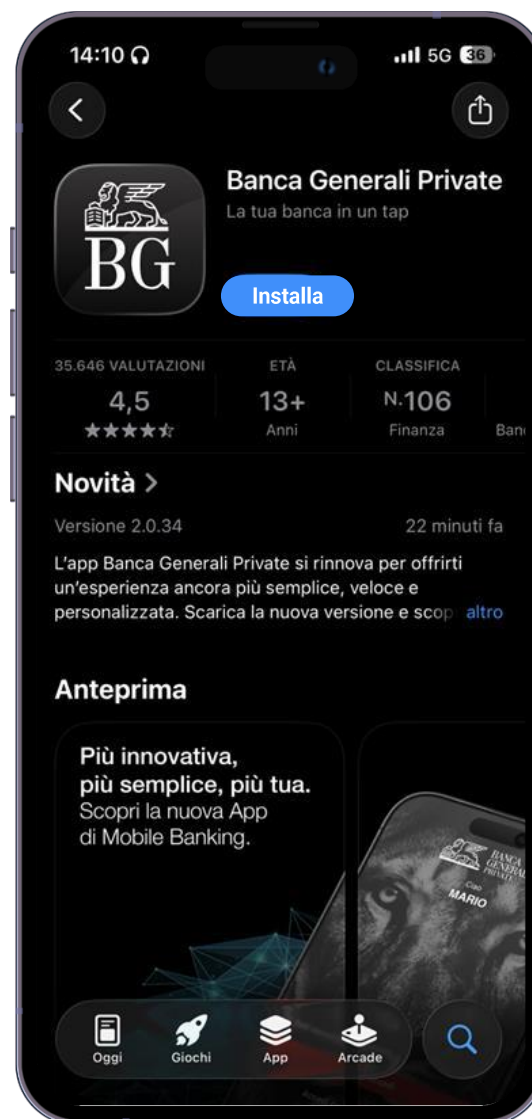 14:10
5G 36
Banca Generali Private
La tua banca in un tap
BG
Installa
35.646 VALUTAZIONI
4,5
ETÀ
13+
Anni
CLASSIFICA
N.106
Finanza
Novità
Versione 2.0.34
22 minuti fa
L'app Banca Generali Private si rinnova per offrirti
un'esperienza ancora più semplice, veloce e
personalizzata. Scarica la nuova versione e scop altro
Anteprima
Più innovativa,
più semplice, più tua.
Scopri la nuova App
di Mobile Banking.
BANCA
GENERALI
PRIVATE
Ciao
MARIO
Oggi
Giochi
App
Arcade